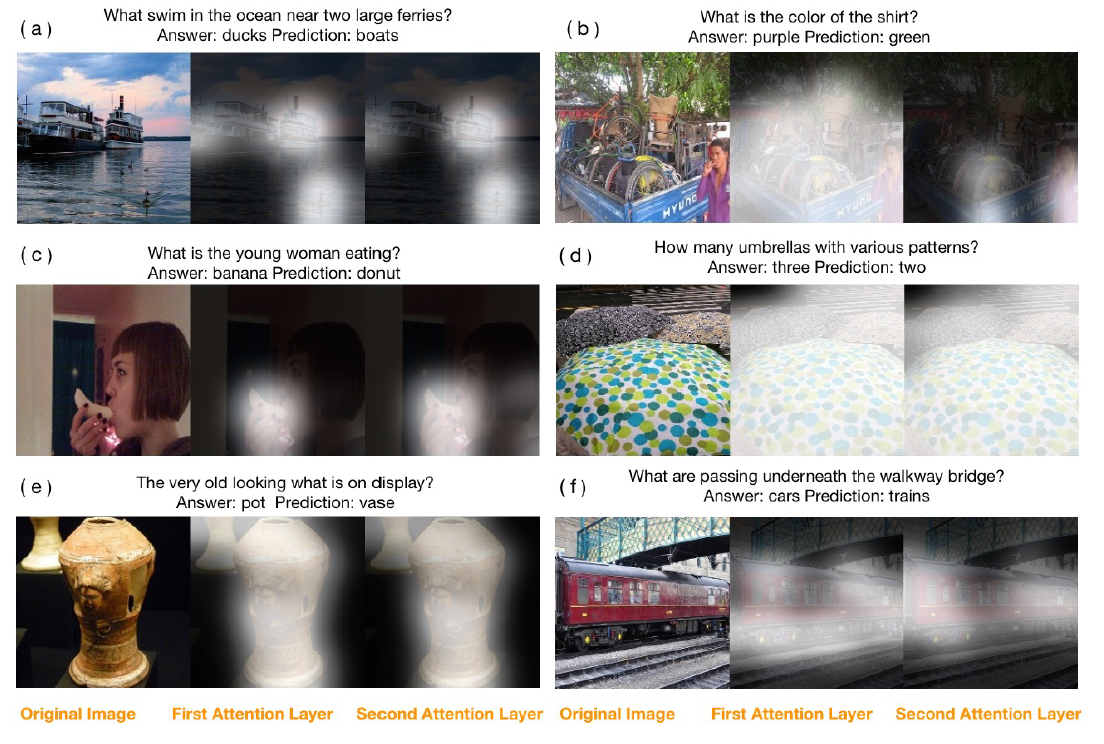 (a)
What swim in the ocean near two large ferries?
Answer: ducks Prediction: boats
(b)
What is the color of the shirt?
Answer: purple Prediction: green
HYUND
HYUND
(c)
What is the young woman eating?
Answer: banana Prediction: donut
(d)
How many umbrellas with various patterns?
Answer: three Prediction: two
(e)
The very old looking what is on display?
Answer: pot Prediction: vase
(f)
What are passing underneath the walkway bridge?
Answer: cars Prediction: trains
Original Image First Attention Layer Second Attention Layer Original Image First Attention Layer Second Attention Layer